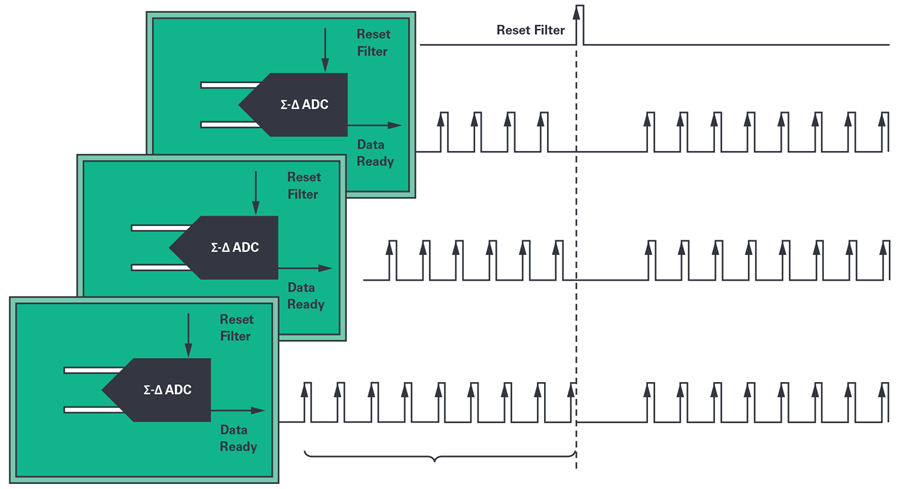 Reset Filter
Reset
Filter
Σ-Δ ADC
Data
Ready
Reset
Filter
Σ-Δ ADC
Data
Ready
Reset
Filter
Σ-Δ ADC
Data
Ready